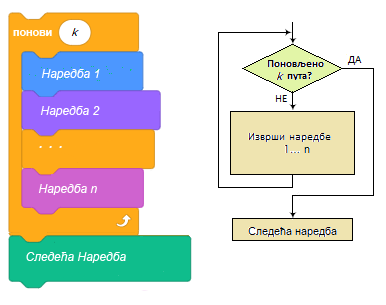 понови k
Наредба 1
Наредба 2
. . .
Наредба n
Следећа Наредба
Поновљено
k пута?
ДА
НЕ
Изврши наредбе
1... n
Следећа наредба